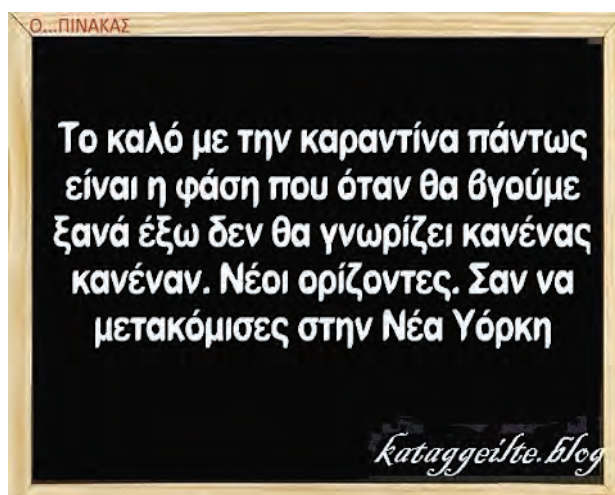 Ο...ΠΙΝΑΚΑΣ
Το καλό με την καραντίνα πάντως
είναι η φάση που όταν θα βγούμε
ξανά έξω δεν θα γνωρίζει κανένας
κανέναν. Νέοι ορίζοντες. Σαν να
μετακόμισες στην Νέα Υόρκη
kataggeilte.blog